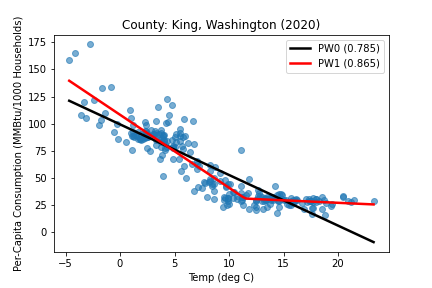 County: King, Washington (2020)
PW0 (0.785)
PW1 (0.865)
Per-Capita Consumption (MMBtu/1000 Households)
175
150
125
100
75
50
25
0
−5
0
5
10
15
20
Temp (deg C)